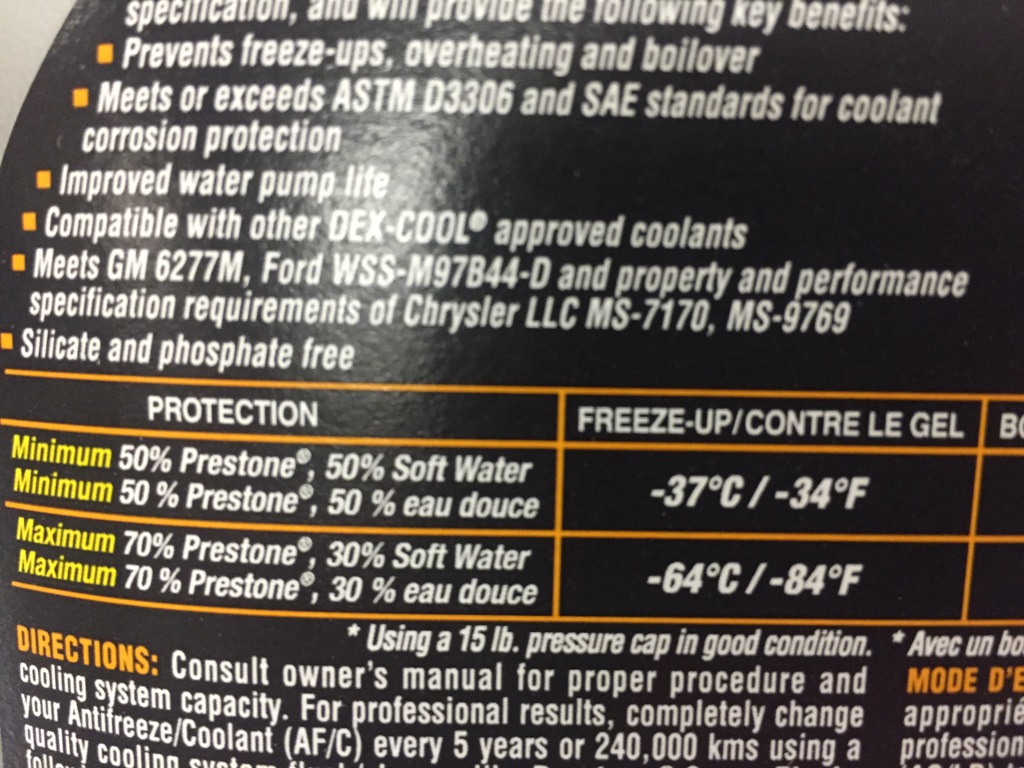 specification, and will provide the following key benefits:
▪ Prevents freeze-ups, overheating and boilover
▪ Meets or exceeds ASTM D3306 and SAE standards for coolant
corrosion protection
▪ Improved water pump life
▪ Compatible with other DEX-COOL® approved coolants
▪ Meets GM 6277M, Ford WSS-M97B44-D and property and performance
specification requirements of Chrysler LLC MS-7170, MS-9769
▪ Silicate and phosphate free
PROTECTION FREEZE-UP/CONTRE LE GEL BO
Minimum 50% Prestone®, 50% Soft Water
Minimum 50 % Prestone®, 50 % eau douce
-37°C / -34°F
Maximum 70% Prestone®, 30% Soft Water
Maximum 70 % Prestone®, 30 % eau douce
-64°C / -84°F
* Using a 15 lb. pressure cap in good condition. * Avec un bo
DIRECTIONS: Consult owner's manual for proper procedure and
cooling system capacity. For professional results, completely change
your Antifreeze/Coolant (AF/C) every 5 years or 240,000 kms using a
quality cooling system
MODE D'E
approprié
profession